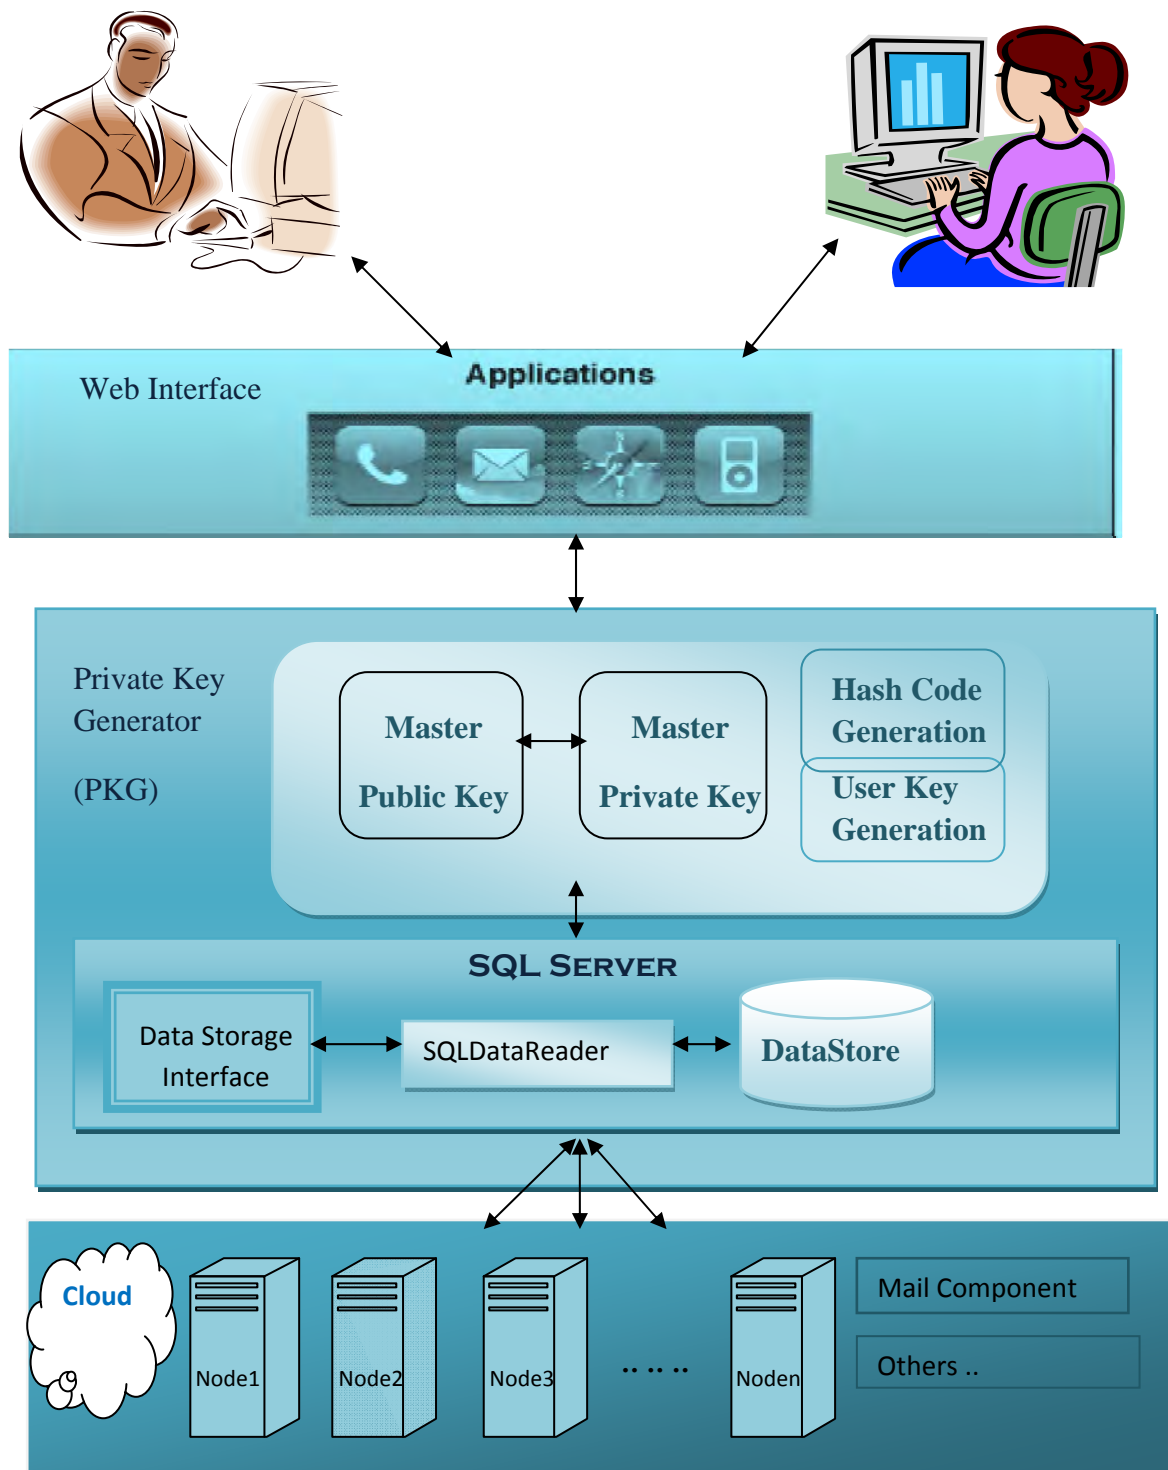 Applications
Web Interface
Private Key
Generator
(PKG)
Master
Public Key
Master
Private Key
Hash Code
Generation
User Key
Generation
SQL SERVER
Data Storage
Interface
SQLDataReader
DataStore
Cloud
Node1
Node2
Node3
.. .. ..
Noden
Mail Component
Others ..